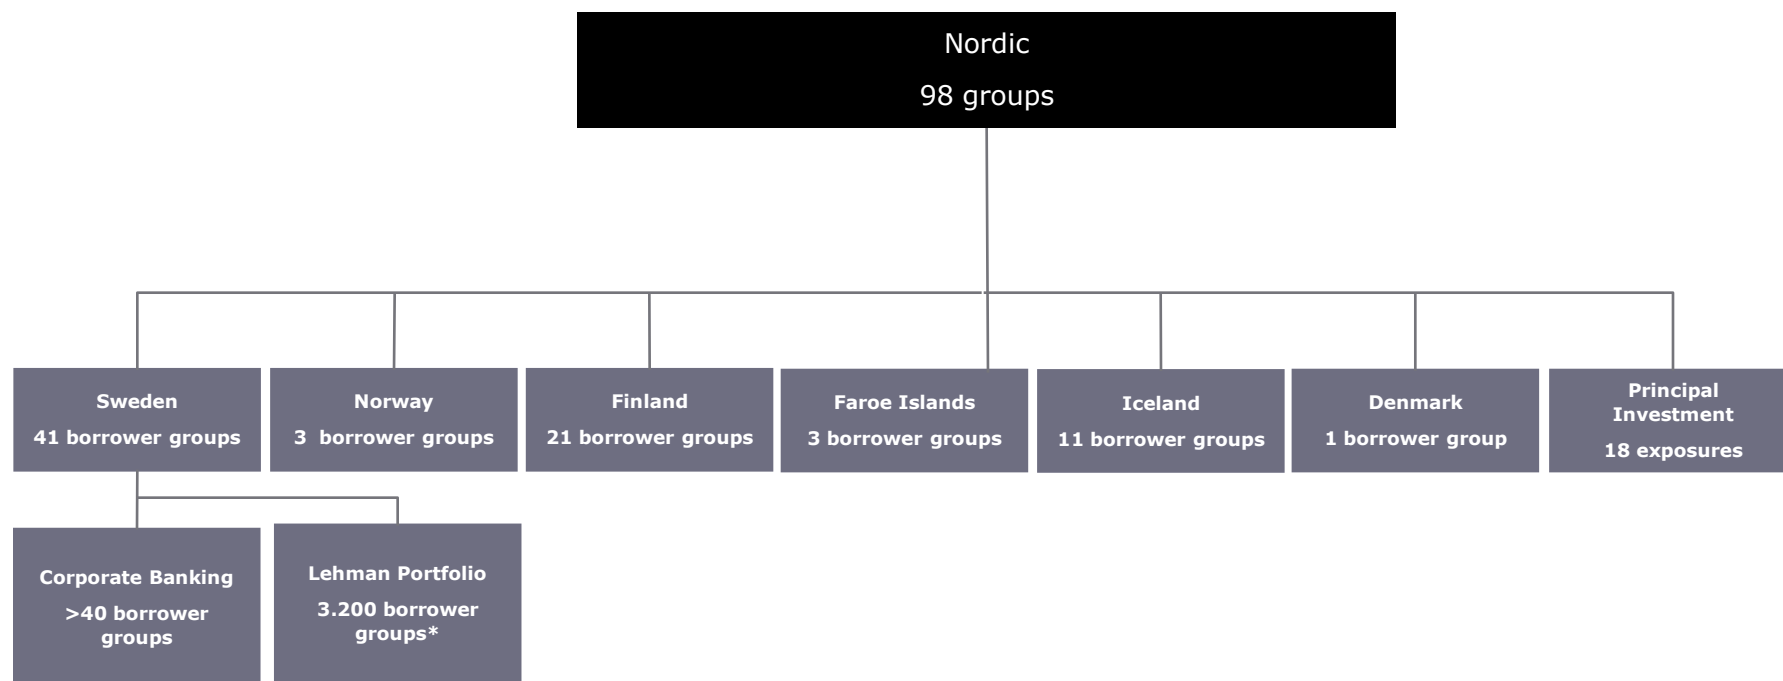 Nordic
98 groups
Sweden
41 borrower groups
Norway
3 borrower groups
Finland
21 borrower groups
Faroe Islands
3 borrower groups
Iceland
11 borrower groups
Denmark
1 borrower group
Principal
Investment
18 exposures
Corporate Banking
>40 borrower
groups
Lehman Portfolio
3.200 borrower
groups*